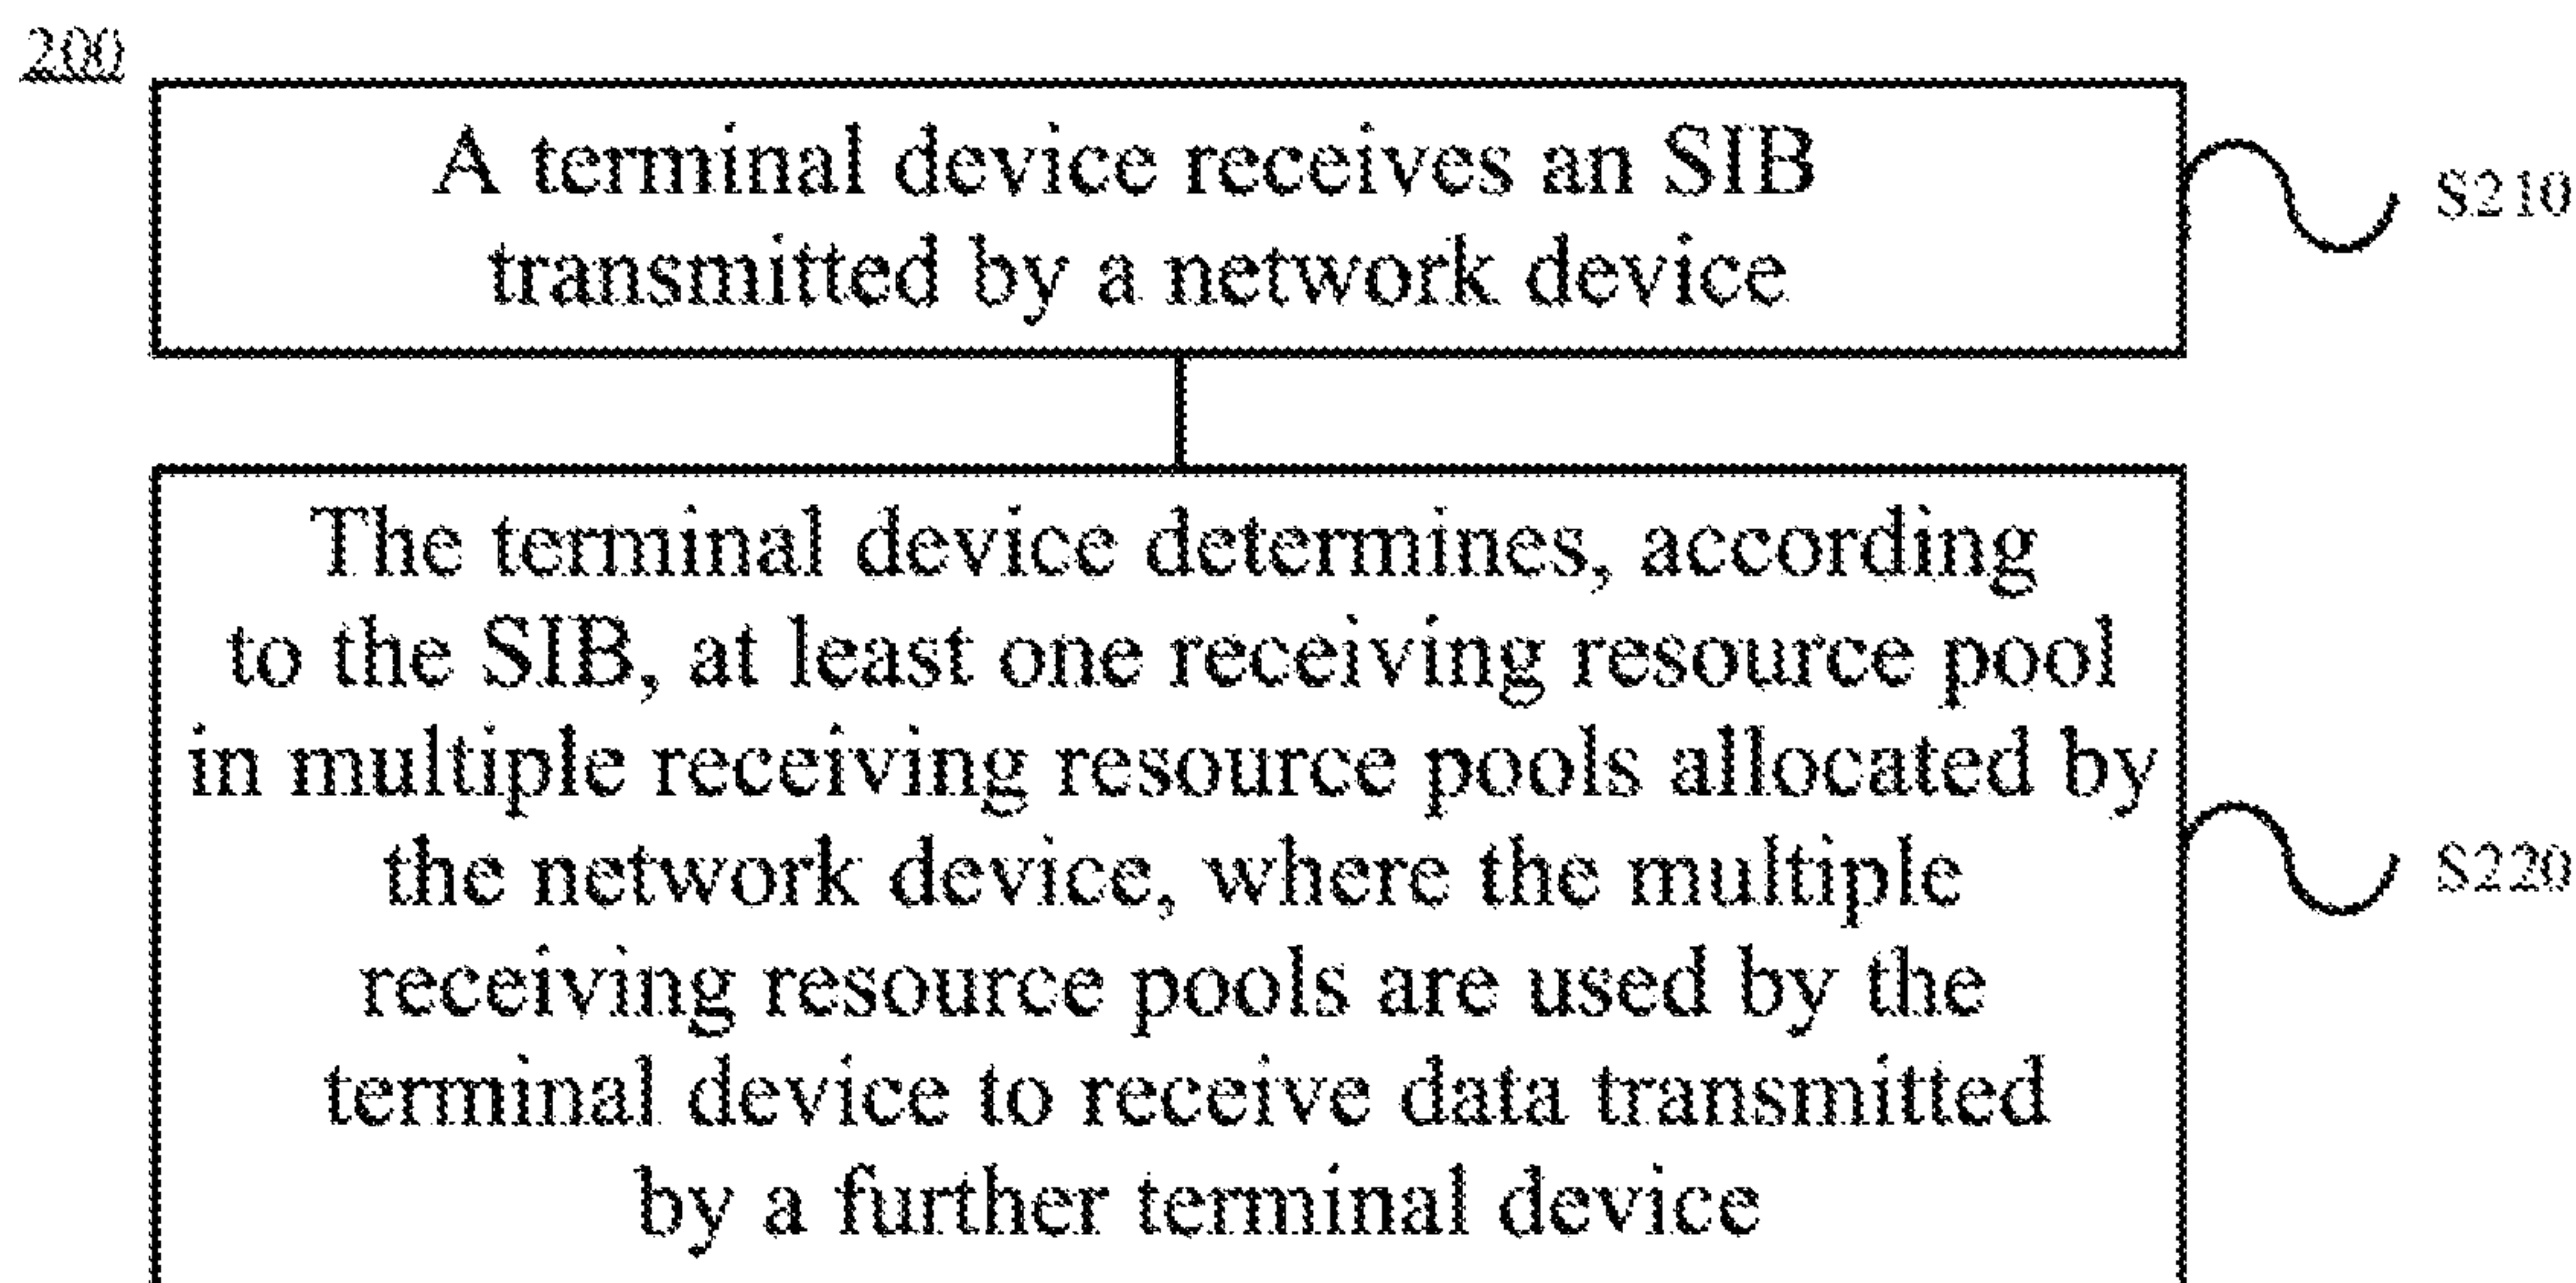 200
A terminal device receives an SIB
transmitted by a network device
S210
The terminal device determines, according
to the SIB, at least one receiving resource pool
in multiple receiving resource pools allocated by
the network device, where the multiple
receiving resource pools are used by the
terminal device to receive data transmitted
by a further terminal device
S220